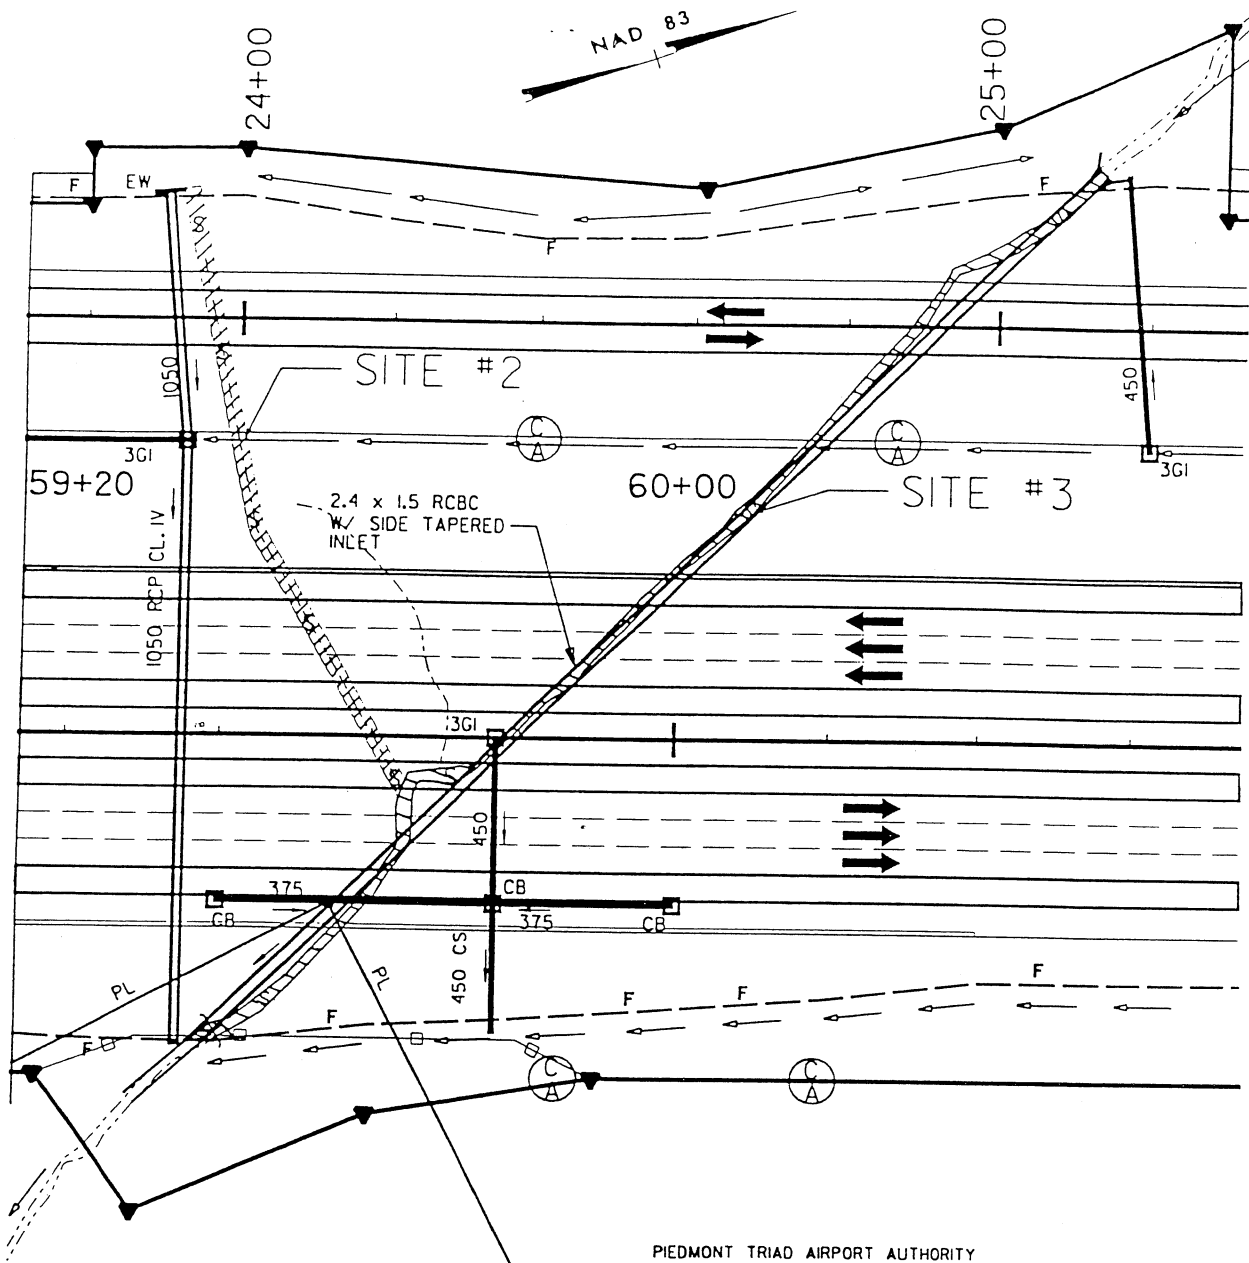 NAD 83
24+00
25+00
F
EW
F
F
1050
SITE #2
450
C
A
C
A
3GI
3GI
59+20
60+00
SITE #3
2.4 x 1.5 RCBC
W/ SIDE TAPERED
INLET
1050 RCP CL. IV
3GI
450
375
CB
CB
375
CB
PL
PL
450 CS
F
F
F
F
F
C
A
C
A
PIEDMONT TRIAD AIRPORT AUTHORITY